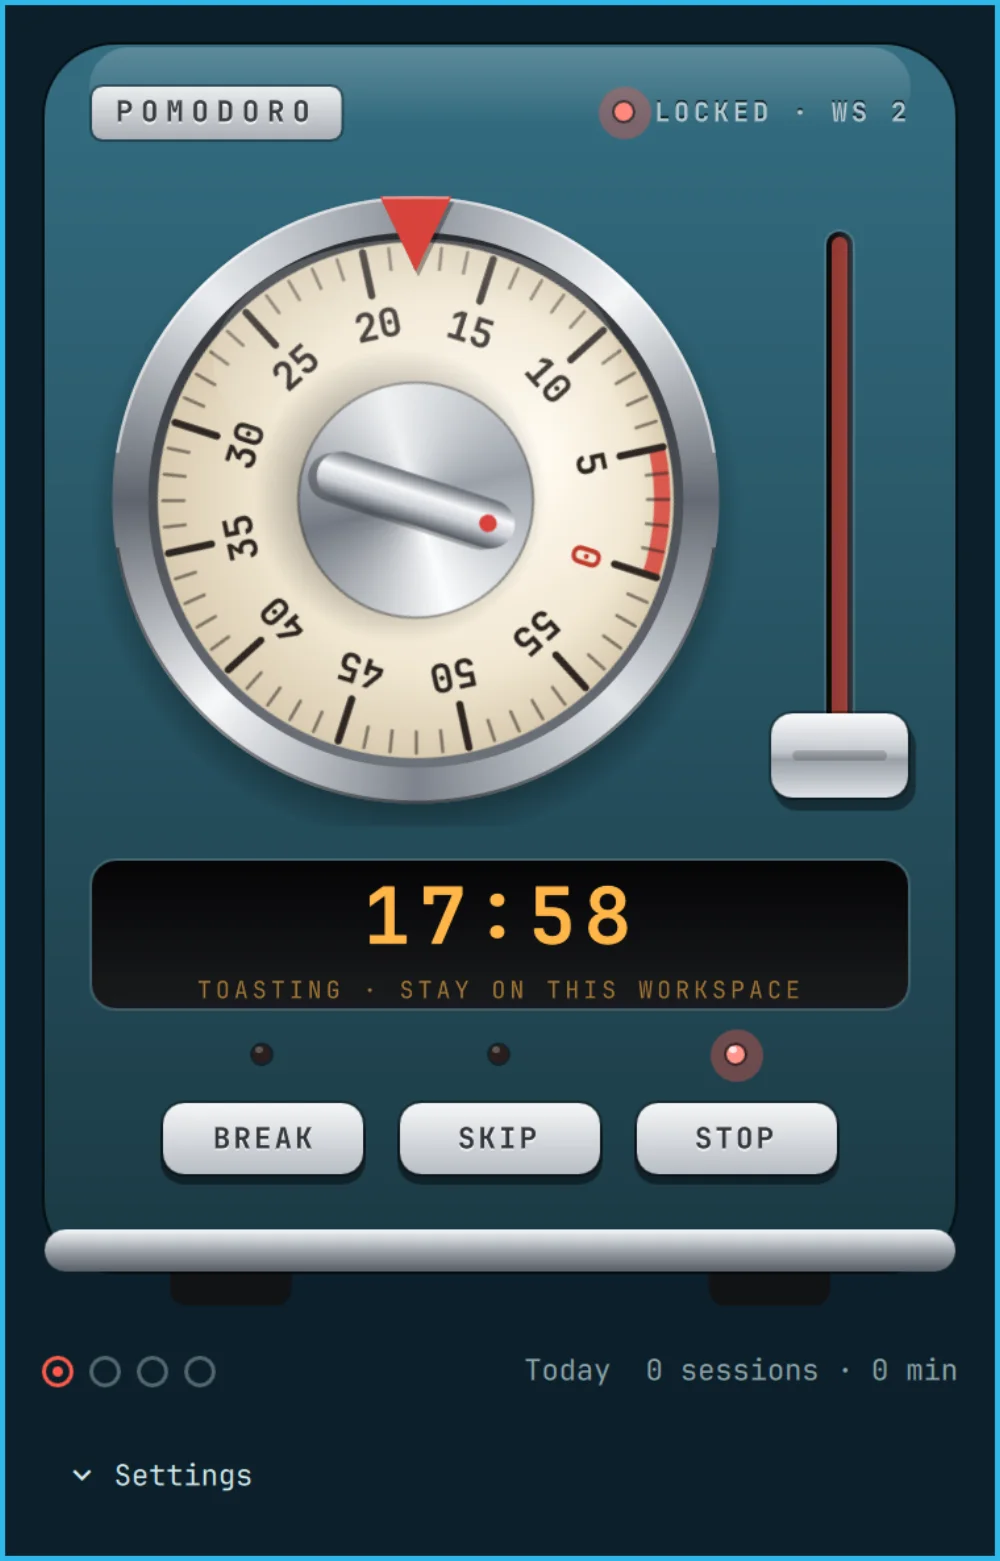 POMODORO
LOCKED · WS 2
20
15
25
10
30
5
35
0
40
55
45
50
17:58
TOASTING · STAY ON THIS WORKSPACE
BREAK
SKIP
STOP
Today 0 sessions · 0 min
Settings